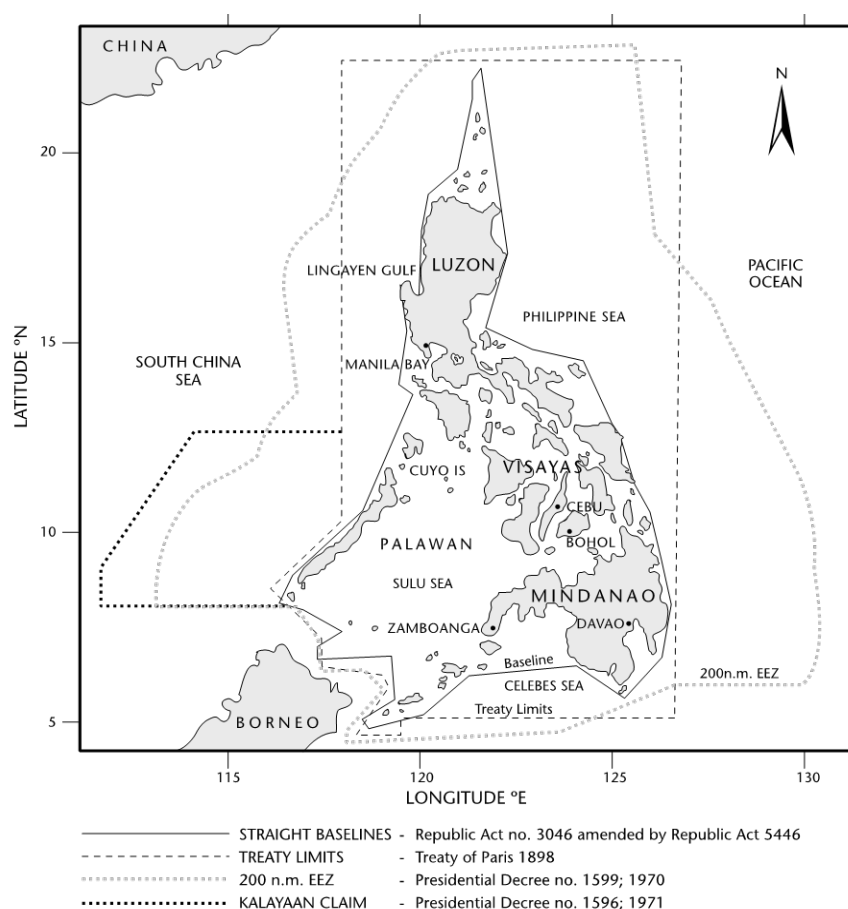 CHINA
N
20
LUZON
LINGAYEN GULF
PACIFIC
OCEAN
PHILIPPINE SEA
15
SOUTH CHINA
SEA
MANILA BAY
LATITUDE ºN
CUYO IS
VISAYAS
CEBU
10
PALAWAN
BOHOL
SULU SEA
MINDANAO
ZAMBOANGA
DAVAO
Baseline
200n.m. EEZ
CELEBES SEA
Treaty Limits
5
BORNEO
115
120
125
130
LONGITUDE ºE
STRAIGHT BASELINES - Republic Act no. 3046 amended by Republic Act 5446
TREATY LIMITS - Treaty of Paris 1898
200 n.m. EEZ - Presidential Decree no. 1599; 1970
KALAYAAN CLAIM - Presidential Decree no. 1596; 1971